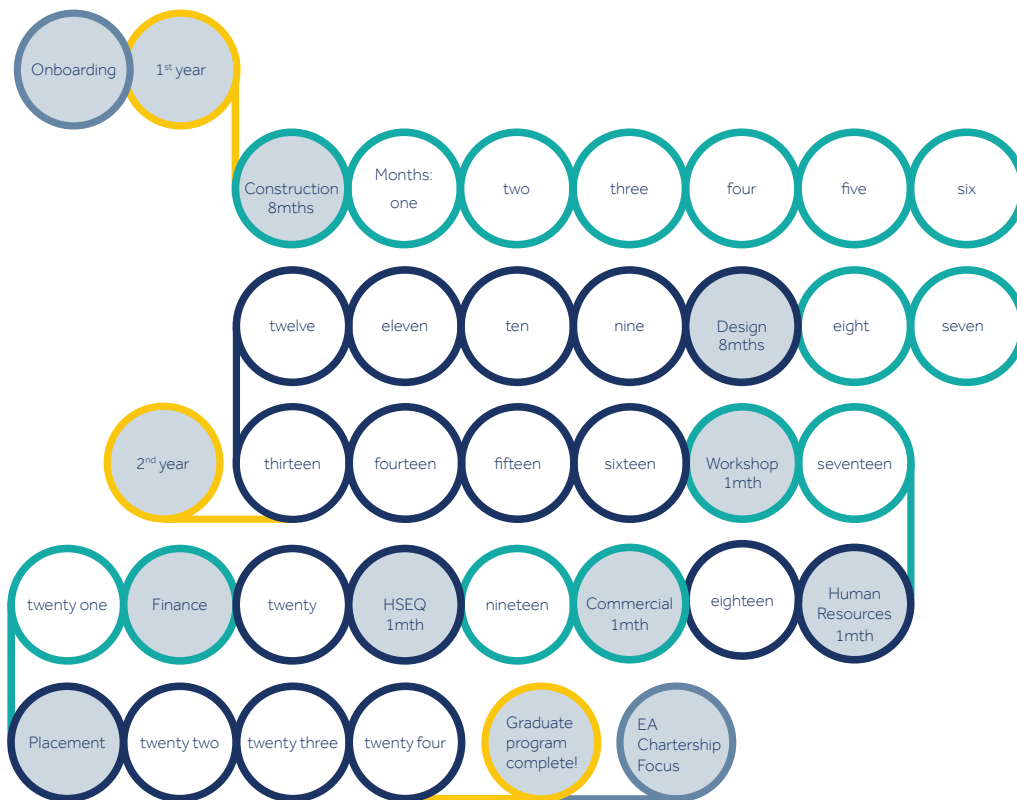 Onboarding
1st year
Construction
8mths
Months:
one
two
three
four
five
six
twelve
eleven
ten
nine
Design
8mths
eight
seven
2nd year
thirteen
fourteen
fifteen
sixteen
Workshop
1mth
seventeen
twenty one
Finance
twenty
HSEQ
1mth
nineteen
Commercial
1mth
eighteen
Human
Resources
1mth
Placement
twenty two
twenty three
twenty four
Graduate
program
complete!
EA
Chartership
Focus